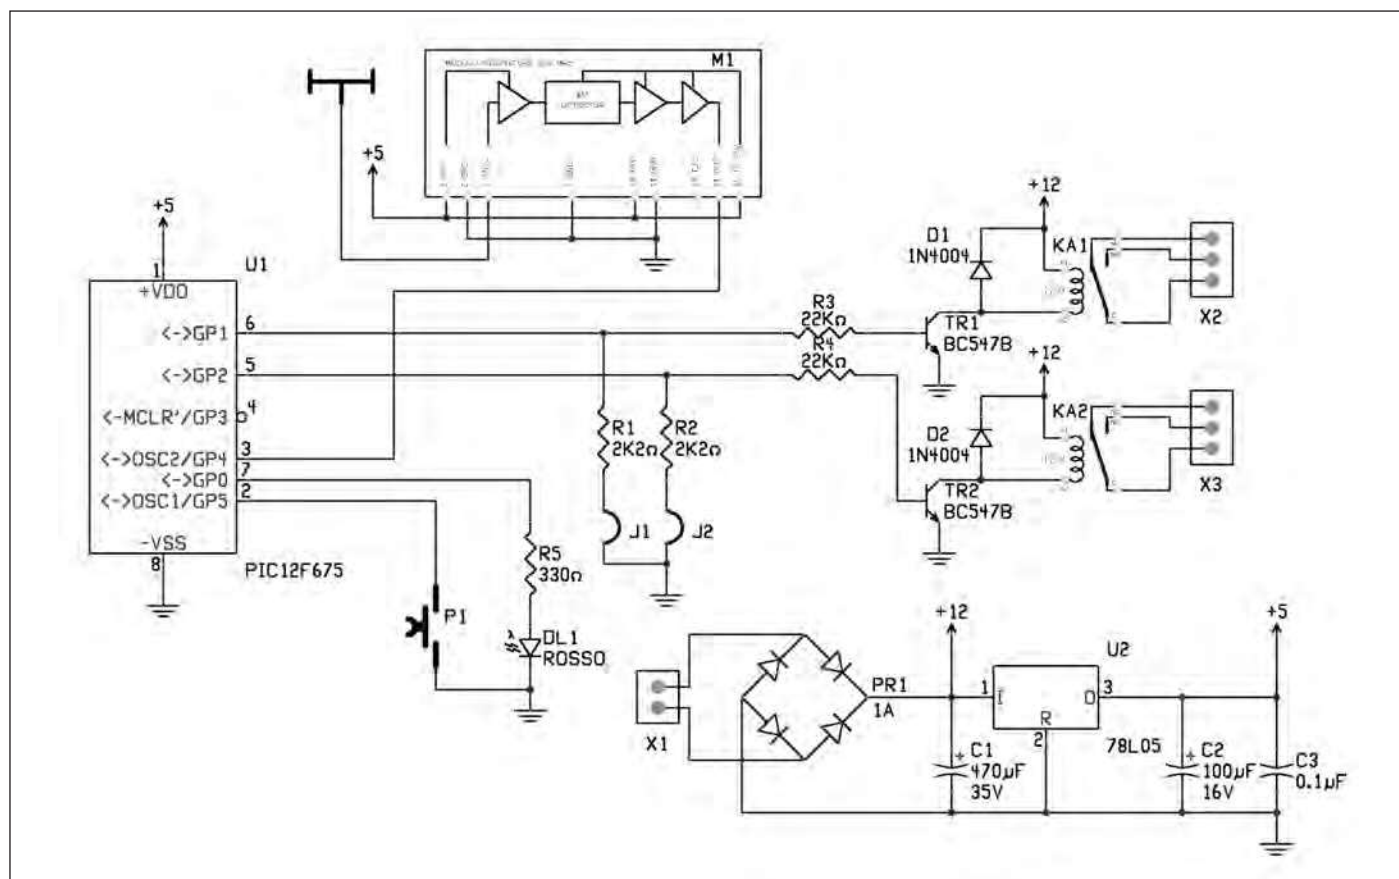 M1
+5
+5
U1
1
+VDD
<->GP1
6
<->GP2
5
<-MCLR'/GP3
4
<->OSC2/GP4
3
<->GP0
7
<->OSC1/GP5
2
-VSS
8
PIC12F675
R3
22KΩ
R4
22KΩ
R1
2K2Ω
R2
2K2Ω
J1
J2
R5
330Ω
P1
DL1
ROSSO
+12
D1
1N4004
KA1
TR1
BC547B
X2
+12
D2
1N4004
KA2
TR2
BC547B
X3
X1
PR1
1A
+12
U2
1
I
O
3
R
2
78L05
+5
+
C1
470µF
35V
+
C2
100µF
16V
C3
0.1µF